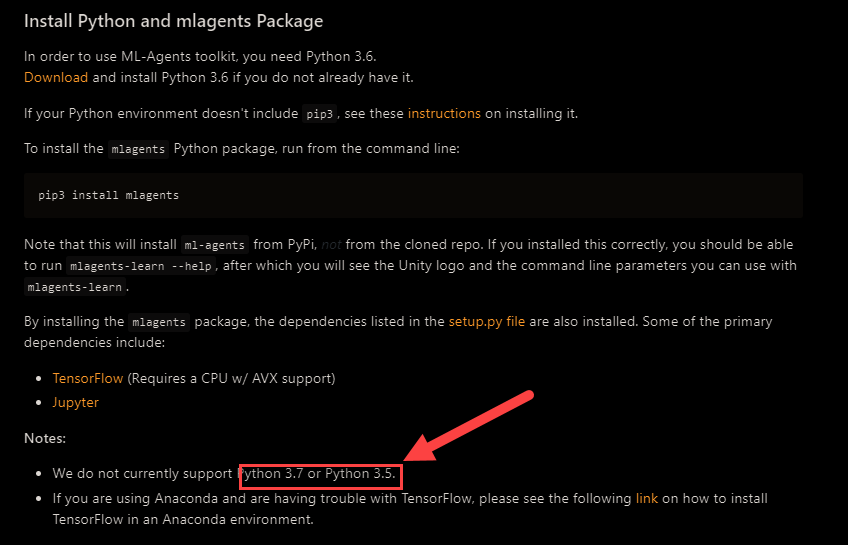 Install Python and mlagents Package
In order to use ML-Agents toolkit, you need Python 3.6.
Download and install Python 3.6 if you do not already have it.
If your Python environment doesn't include pip3, see these instructions on installing it.
To install the mlagents Python package, run from the command line:
pip3 install mlagents
Note that this will install ml-agents from PyPi, not from the cloned repo. If you installed this correctly, you should be able
to run mlagents-learn --help, after which you will see the Unity logo and the command line parameters you can use with
mlagents-learn.
By installing the mlagents package, the dependencies listed in the setup.py file are also installed. Some of the primary
dependencies include:
• TensorFlow (Requires a CPU w/ AVX support)
• Jupyter
Notes:
• We do not currently support Python 3.7 or Python 3.5.
• If you are using Anaconda and are having trouble with TensorFlow, please see the following link on how to install
TensorFlow in an Anaconda environment.